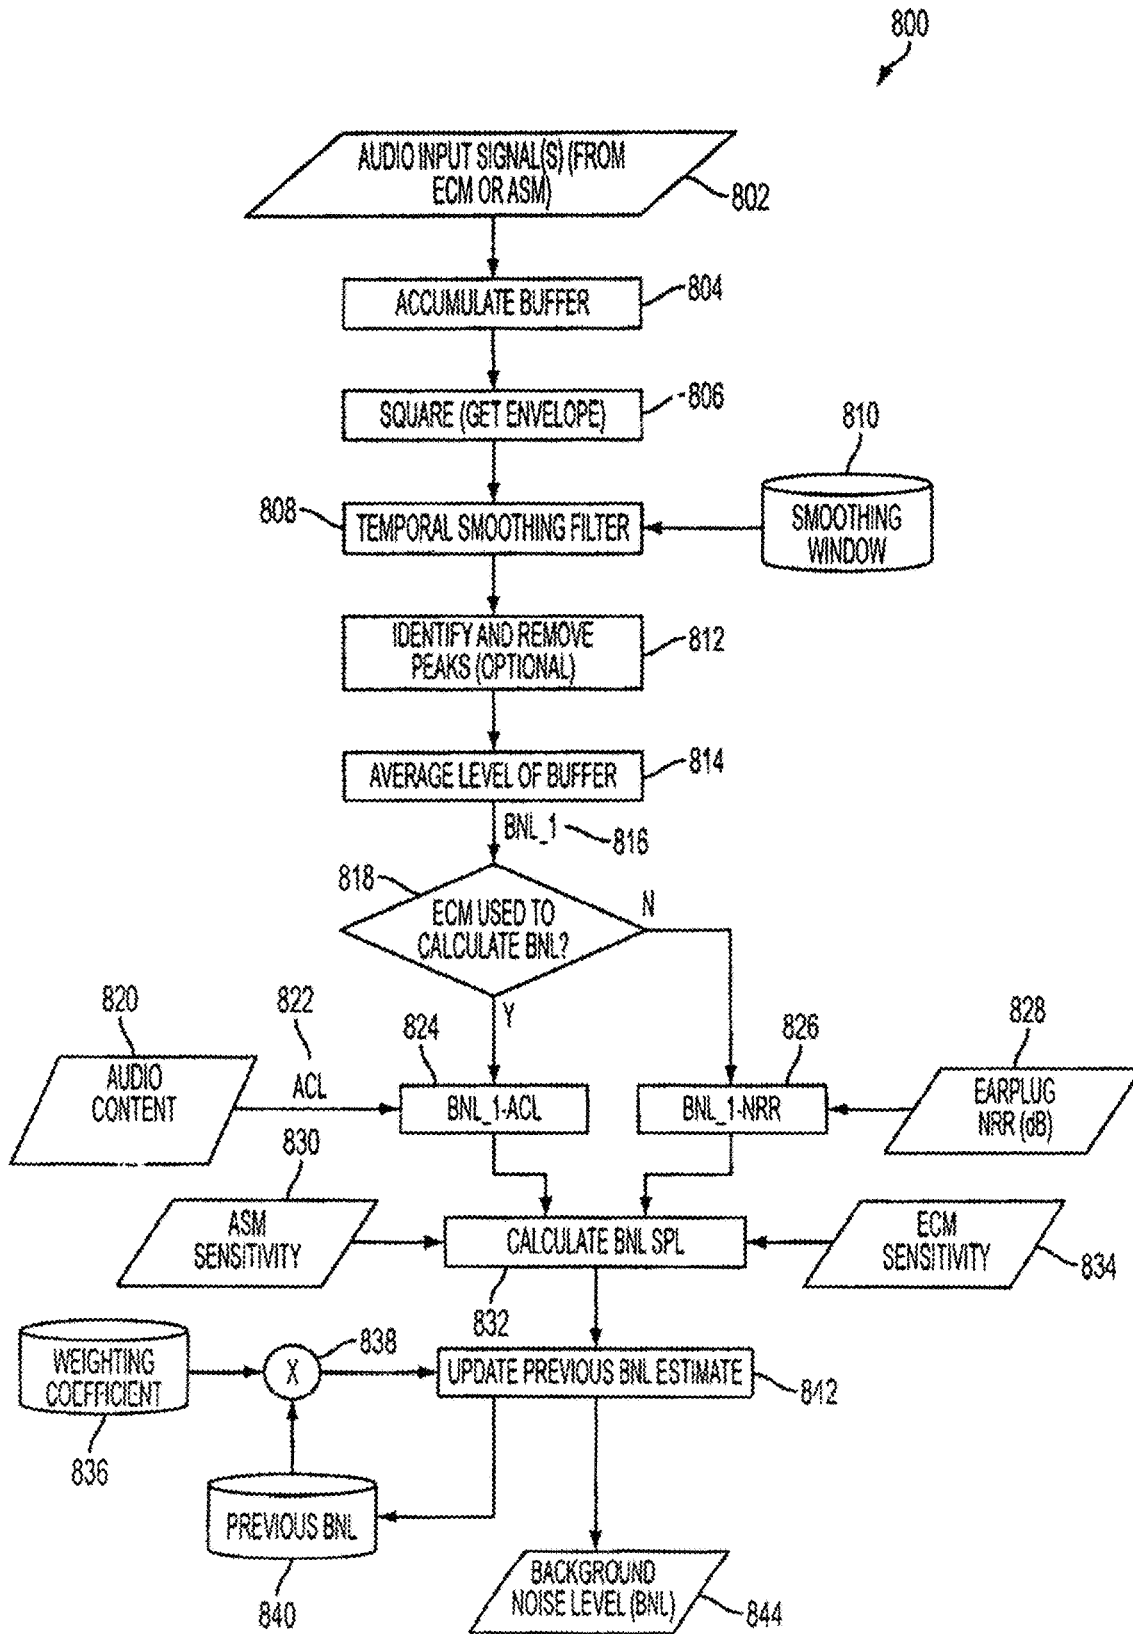 800
AUDIO INPUT SIGNAL(S) (FROM
ECM OR ASM)
802
ACCUMULATE BUFFER
804
SQUARE (GET ENVELOPE)
806
810
808
TEMPORAL SMOOTHING FILTER
SMOOTHING
WINDOW
IDENTIFY AND REMOVE
PEAKS (OPTIONAL)
812
AVERAGE LEVEL OF BUFFER
814
BNL_1
816
818
N
ECM USED TO
CALCULATE BNL?
Y
820
822
824
826
828
AUDIO
CONTENT
ACL
BNL_1-ACL
BNL_1-NRR
EARPLUG
NRR (dB)
830
ASM
SENSITIVITY
CALCULATE BNL SPL
ECM
SENSITIVITY
834
832
838
WEIGHTING
COEFFICIENT
X
UPDATE PREVIOUS BNL ESTIMATE
842
836
PREVIOUS BNL
840
BACKGROUND
NOISE LEVEL (BNL)
844